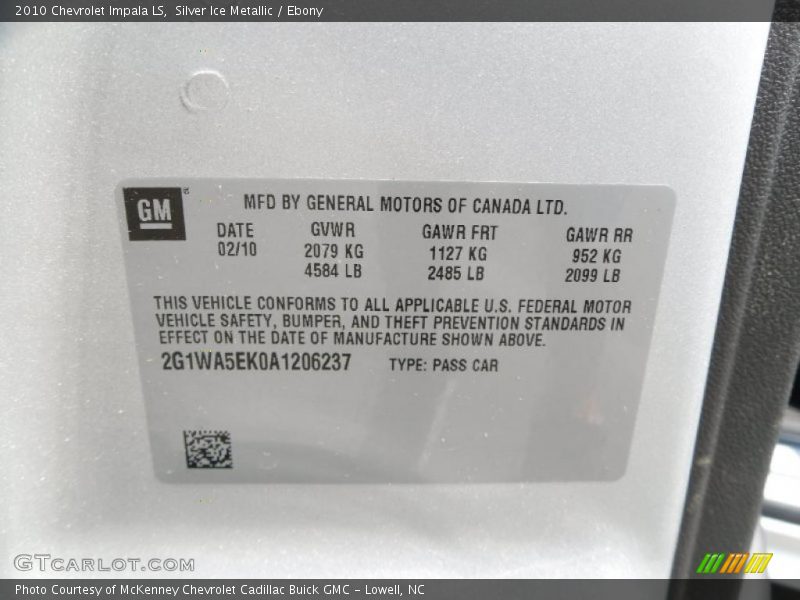 2010 Chevrolet Impala LS, Silver Ice Metallic / Ebony
GM ®
MFD BY GENERAL MOTORS OF CANADA LTD.
DATE GVWR GAWR FRT GAWR RR
02/10 2079 KG 1127 KG 952 KG
4584 LB 2485 LB 2099 LB
THIS VEHICLE CONFORMS TO ALL APPLICABLE U.S. FEDERAL MOTOR
VEHICLE SAFETY, BUMPER, AND THEFT PREVENTION STANDARDS IN
EFFECT ON THE DATE OF MANUFACTURE SHOWN ABOVE.
2G1WA5EK0A1206237 TYPE: PASS CAR
GTCARLOT.COM
Photo Courtesy of McKenney Chevrolet Cadillac Buick GMC - Lowell, NC